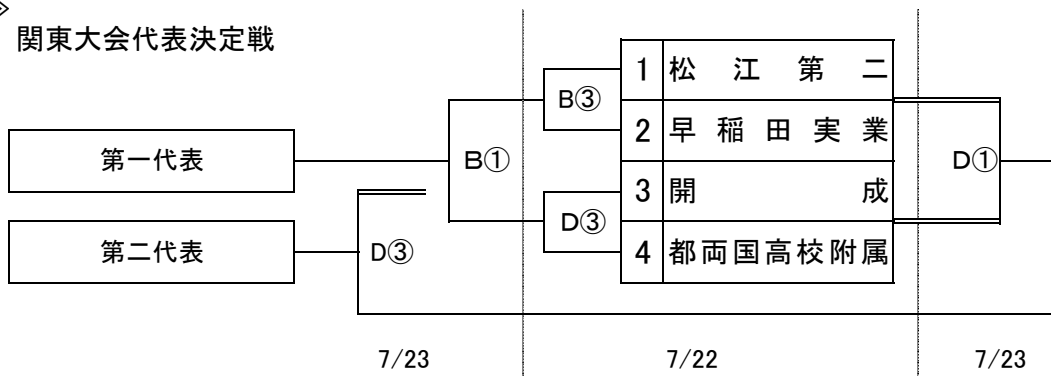 関東大会代表決定戦
1 松江第二
B③
2 早稲田実業
第一代表
B①
D①
3 開成
D③
第二代表
D③
4 都両国高校附属
7/23
7/22
7/23